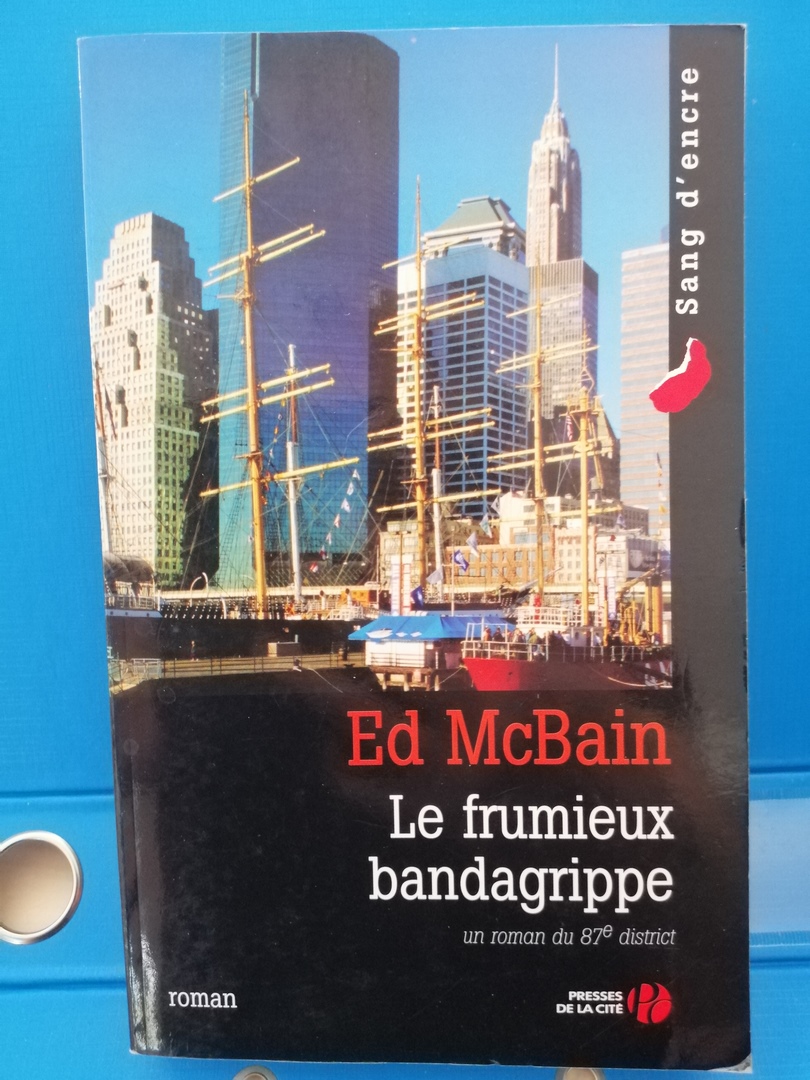 Sang d'encre
Ed McBain
Le frumieux
bandagrippe
un roman du 87e district
roman
PRESSES
DE LA CITÉ